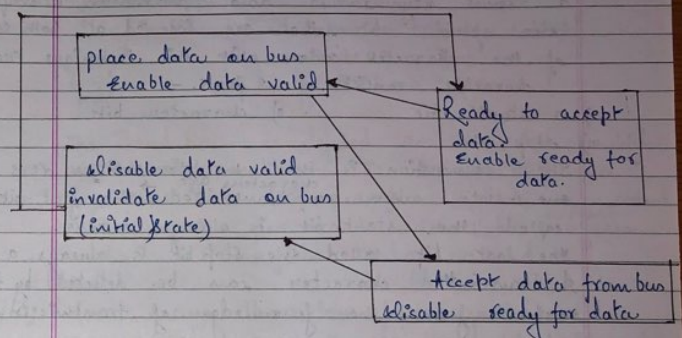 place data on bus
Enable data valid
Ready to accept
data.
Enable ready for
data.
disable data valid
invalidate data on bus
(initial state)
Accept data from bus
disable ready for data